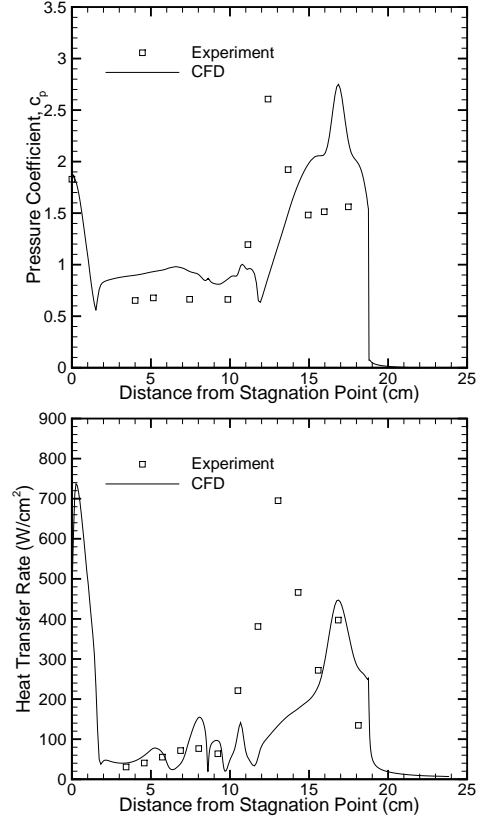 3.5
3
2.5
2
1.5
1
0.5
0
Pressure Coefficient, c_p
Experiment
CFD
0 5 10 15 20 25
Distance from Stagnation Point (cm)
900
800
700
600
500
400
300
200
100
0
Heat Transfer Rate (W/cm²)
Experiment
CFD
0 5 10 15 20 25
Distance from Stagnation Point (cm)